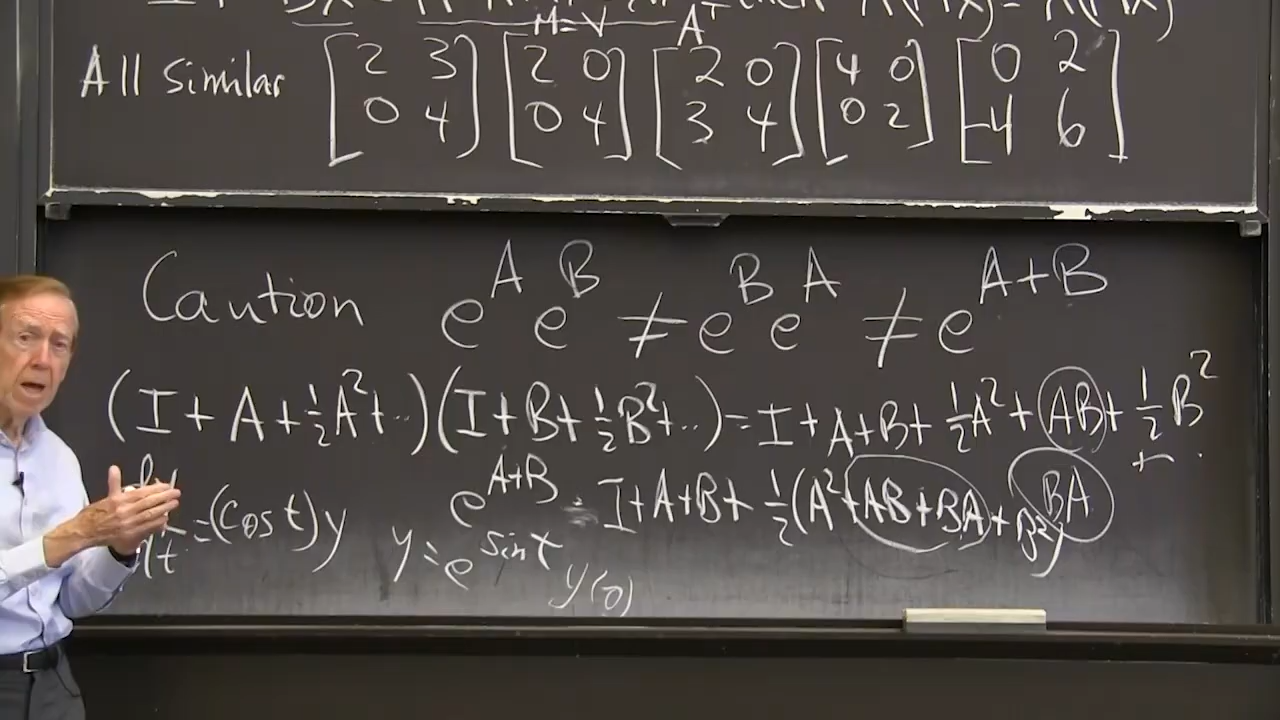 then
M=V A^T
All Similar [2 3; 0 4] [2 0; 0 4] [2 0; 3 4] [4 0; 0 2] [0 2; -4 6]
Caution e^A e^B ≠ e^B e^A ≠ e^{A+B}
(I + A + ½A² + ..)(I + B + ½B² + ..) = I + A + B + ½A² + AB + ½B² + .
e^{A+B} = I + A + B + ½(A² + AB + BA + B²) BA
dt = (cos t) y y = e^{sin t} y(0)